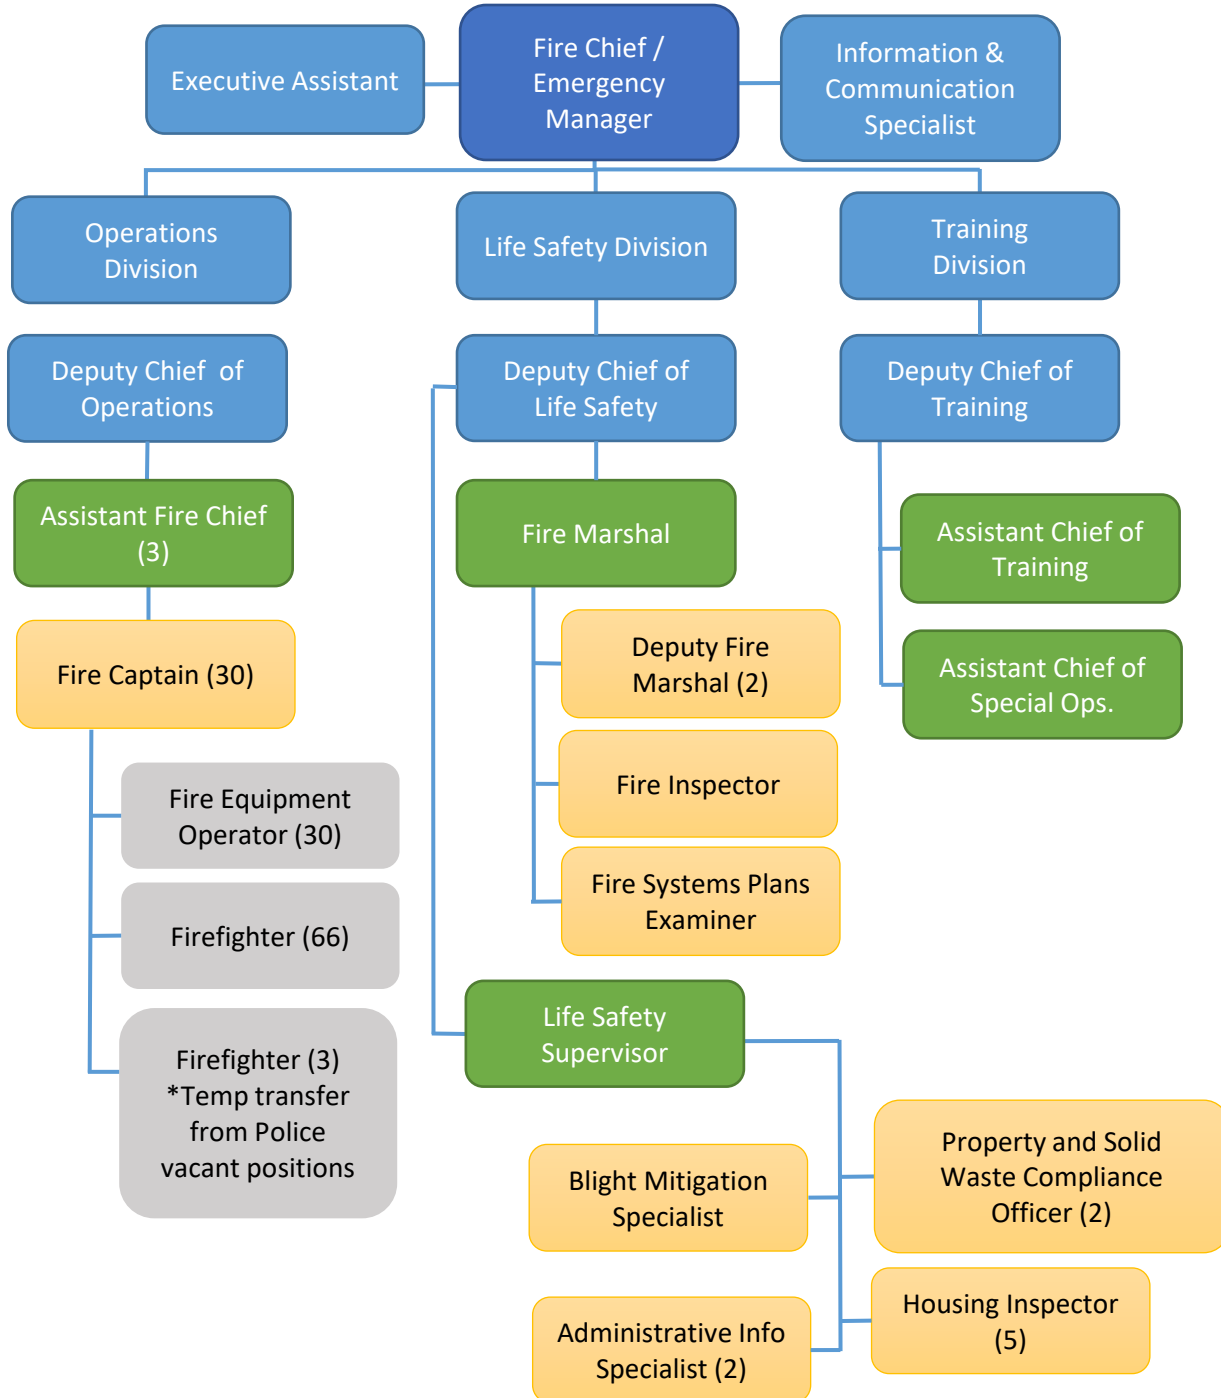 Executive Assistant
Fire Chief /
Emergency
Manager
Information &
Communication
Specialist
Operations
Division
Life Safety Division
Training
Division
Deputy Chief  of
Operations
Deputy Chief of
Life Safety
Deputy Chief of
Training
Assistant Fire Chief
(3)
Fire Marshal
Assistant Chief of
Training
Fire Captain (30)
Deputy Fire
Marshal (2)
Assistant Chief of
Special Ops.
Fire Equipment
Operator (30)
Fire Inspector
Firefighter (66)
Fire Systems Plans
Examiner
Firefighter (3)
*Temp transfer
from Police
vacant positions
Life Safety
Supervisor
Blight Mitigation
Specialist
Property and Solid
Waste Compliance
Officer (2)
Administrative Info
Specialist (2)
Housing Inspector
(5)